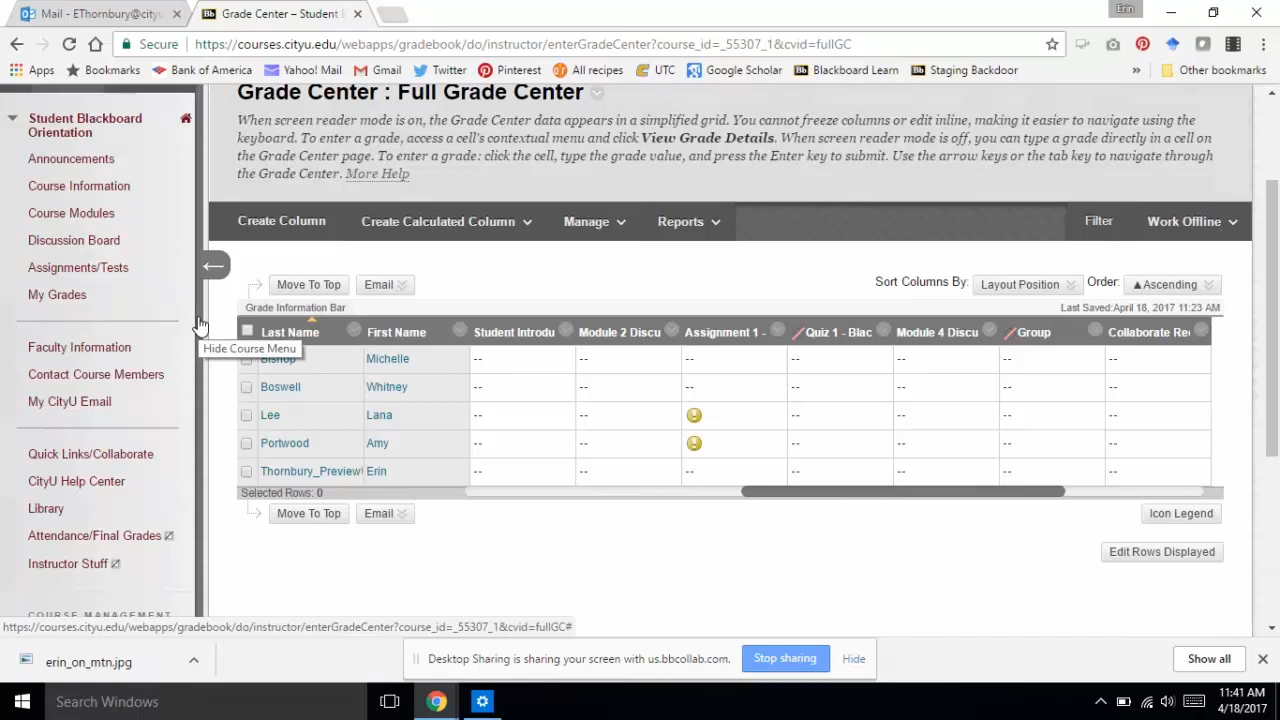 Mail - EThornbury@cityu
Grade Center – Student
Erin
Secure
https://courses.cityu.edu/webapps/gradebook/do/instructor/enterGradeCenter?course_id=_55307_1&cvid=fullGC
Apps
Bookmarks
Bank of America
Yahoo! Mail
Gmail
Twitter
Pinterest
All recipes
UTC
Google Scholar
Blackboard Learn
Staging Backdoor
»
Other bookmarks
Student Blackboard
Orientation
Announcements
Course Information
Course Modules
Discussion Board
Assignments/Tests
My Grades
Faculty Information
Contact Course Members
My CityU Email
Quick Links/Collaborate
CityU Help Center
Library
Attendance/Final Grades
Instructor Stuff
COURSE MANAGEMENT
Grade Center : Full Grade Center
When screen reader mode is on, the Grade Center data appears in a simplified grid. You cannot freeze columns or edit inline, making it easier to navigate using the
keyboard. To enter a grade, access a cell's contextual menu and click View Grade Details. When screen reader mode is off, you can type a grade directly in a cell on
the Grade Center page. To enter a grade: click the cell, type the grade value, and press the Enter key to submit. Use the arrow keys or the tab key to navigate through
the Grade Center. More Help
Create Column
Create Calculated Column
Manage
Reports
Filter
Work Offline
Move To Top
Email
Sort Columns By:
Layout Position
Order:
▲Ascending
Grade Information Bar
Last Saved:April 18, 2017 11:23 AM
Last Name First Name Student Introdu Module 2 Discu Assignment 1 - Quiz 1 - Blac Module 4 Discu Group Collaborate Rec
Hide Course Menu
Bishop Michelle -- -- -- -- -- -- --
Boswell Whitney -- -- -- -- -- -- --
Lee Lana -- -- -- -- -- --
Portwood Amy -- -- -- -- -- --
Thornbury_Preview Erin -- -- -- -- -- -- --
Selected Rows: 0
Move To Top
Email
Icon Legend
Edit Rows Displayed
https://courses.cityu.edu/webapps/gradebook/do/instructor/enterGradeCenter?course_id=_55307_1&cvid=fullGC#
erin_on_mtn.jpg
Desktop Sharing is sharing your screen with us.bbcollab.com.
Stop sharing
Hide
Show all
Search Windows
11:41 AM
4/18/2017